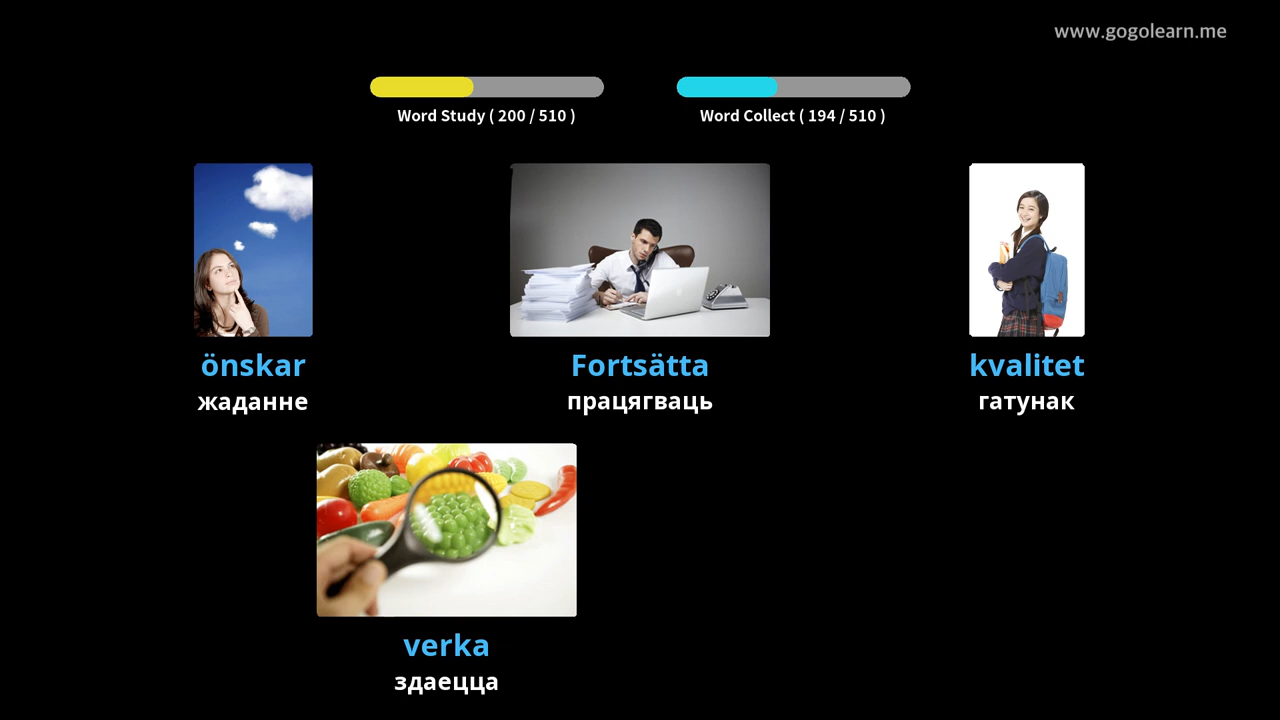 www.gogolearn.me
Word Study ( 200 / 510 )
Word Collect ( 194 / 510 )
önskar
жаданне
Fortsätta
працягваць
kvalitet
гатунак
verka
здаецца